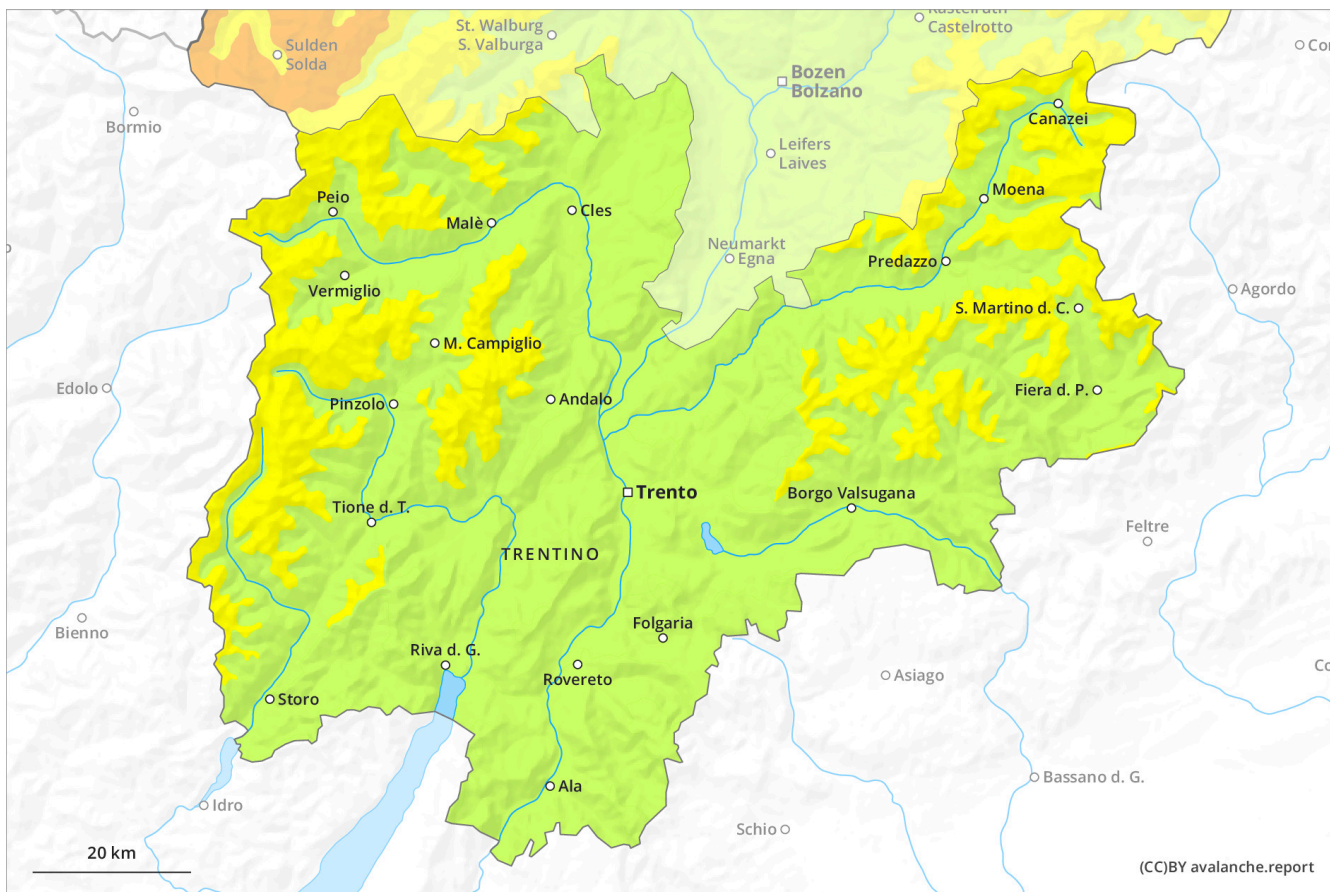 St. Walburg
S. Valburga
Castelrotto
Sulden
Solda
Bozen
Bolzano
Bormio
Canazei
Leifers
Laives
Peio
Moena
Malè
Cles
Neumarkt
Egna
Predazzo
Vermiglio
Agordo
S. Martino d. C.
M. Campiglio
Edolo
Pinzolo
Andalo
Fiera d. P.
Trento
Borgo Valsugana
Tione d. T.
Feltre
TRENTINO
Bienno
Folgaria
Riva d. G.
Rovereto
Asiago
Storo
Ala
Bassano d. G.
Idro
Schio
20 km
(CC)BY avalanche.report